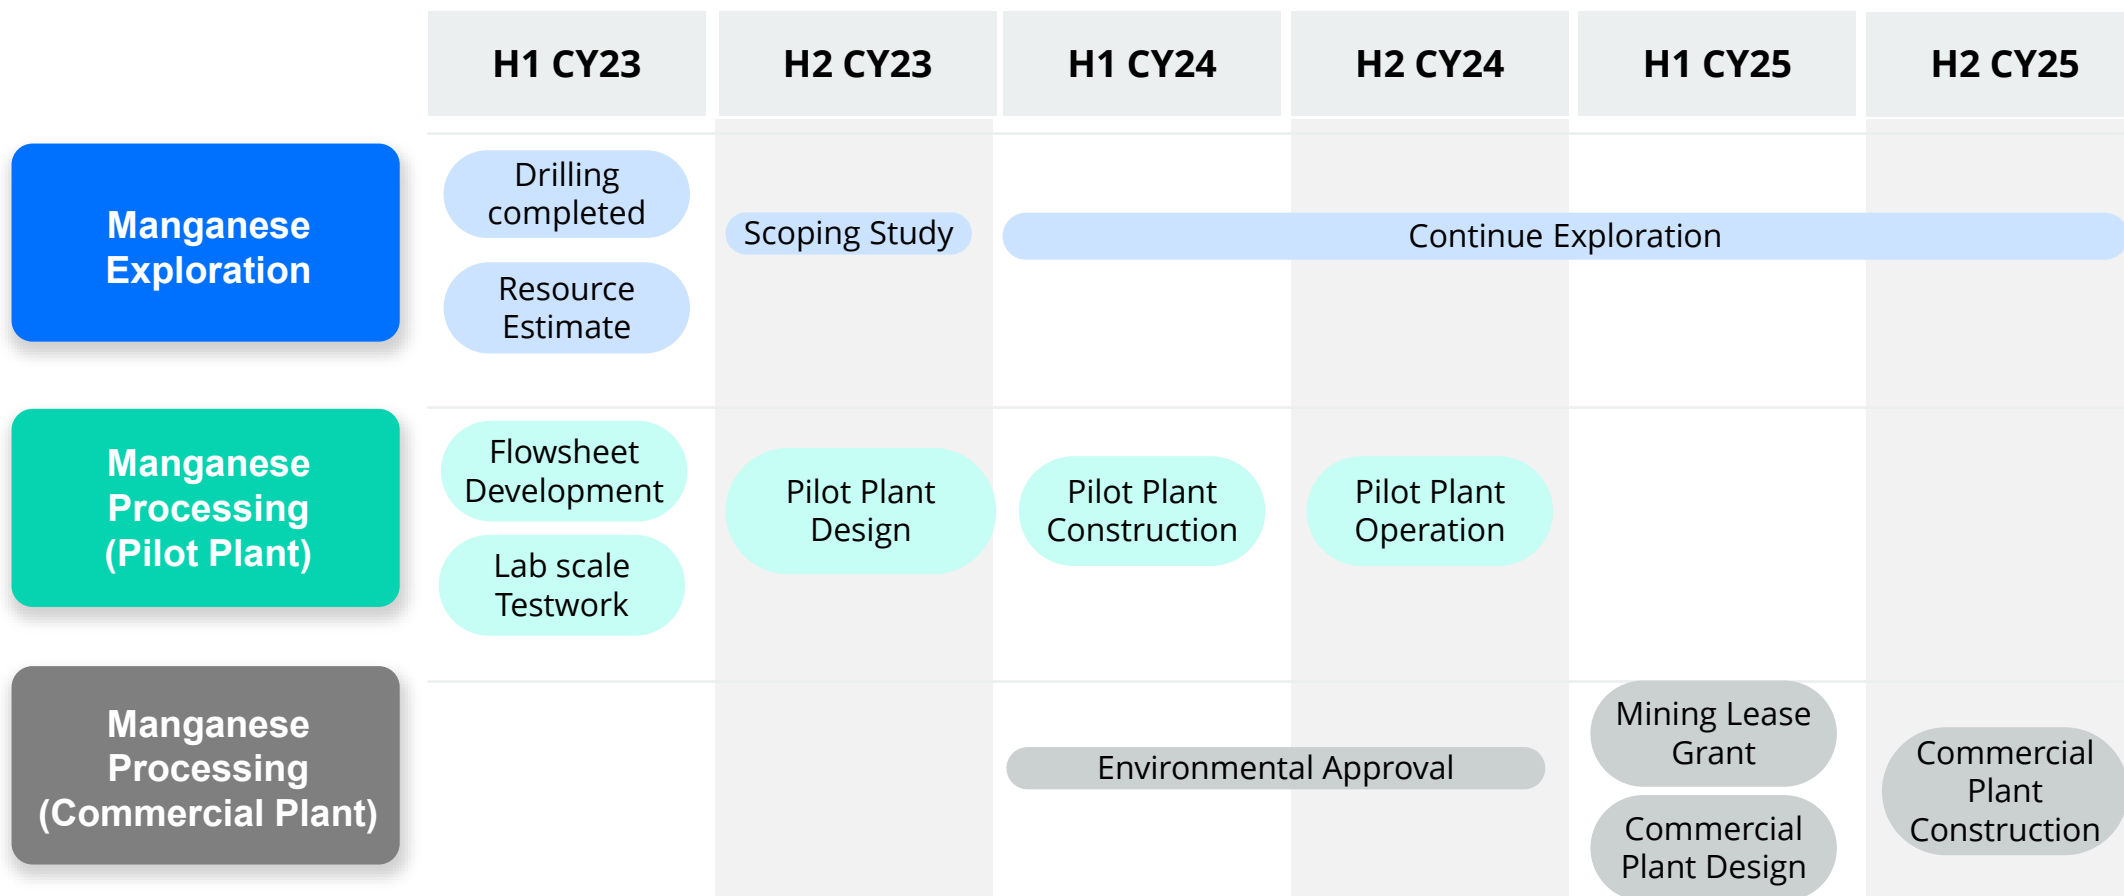 H1 CY23
H2 CY23
H1 CY24
H2 CY24
H1 CY25
H2 CY25
Manganese
Exploration
Drilling
completed
Resource
Estimate
Scoping Study
Continue Exploration
Manganese
Processing
(Pilot Plant)
Flowsheet
Development
Lab scale
Testwork
Pilot Plant
Design
Pilot Plant
Construction
Pilot Plant
Operation
Manganese
Processing
(Commercial Plant)
Environmental Approval
Mining Lease
Grant
Commercial
Plant Design
Commercial
Plant
Construction